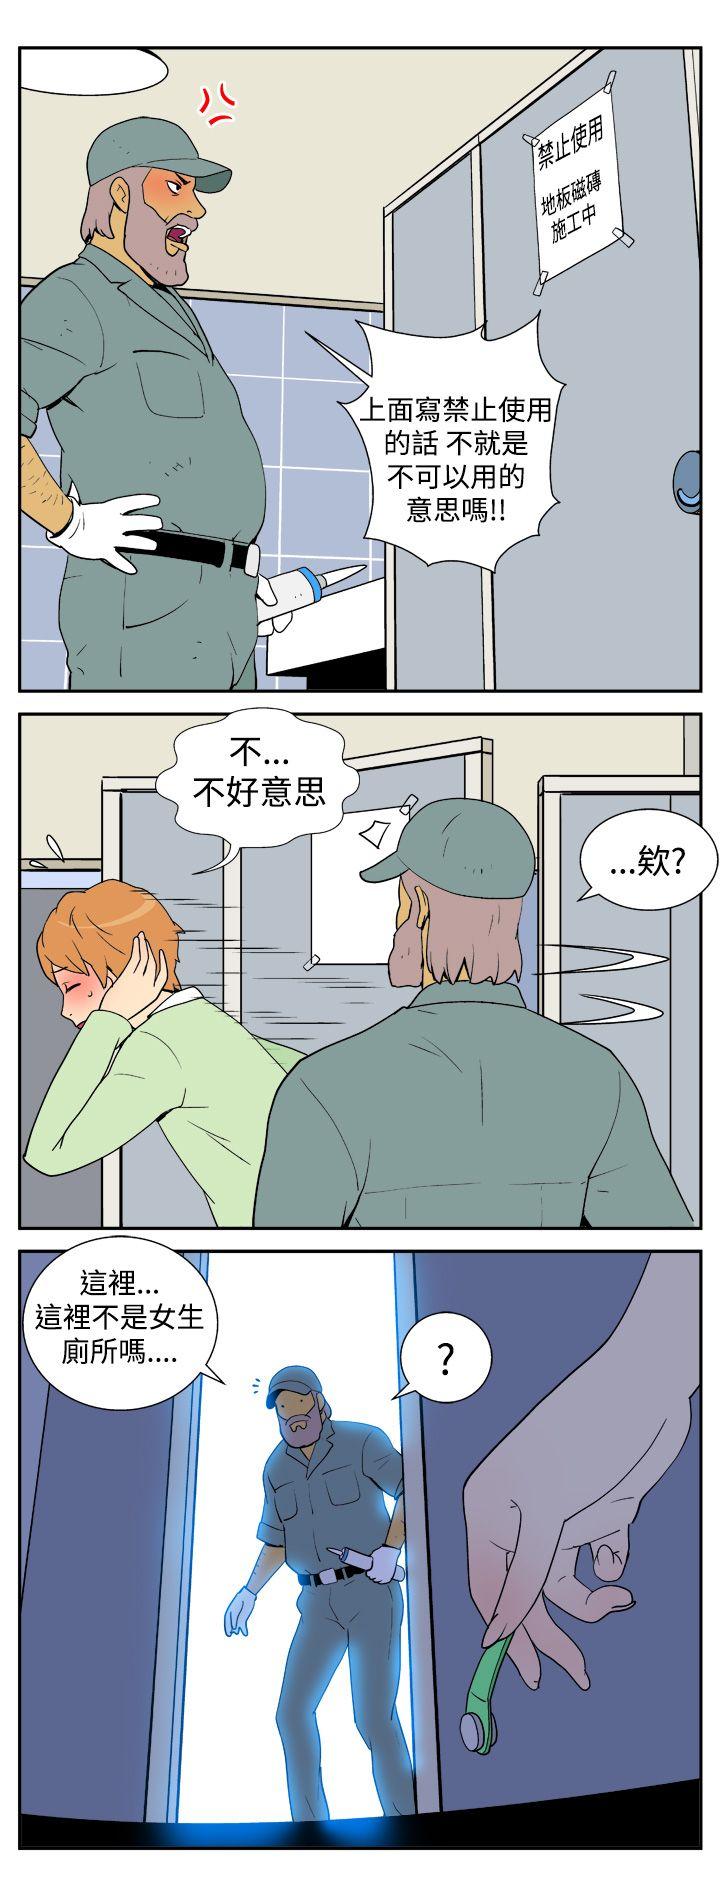 禁止使用
地板磁磚
施工中
上面寫禁止使用
的話 不就是
不可以用的
意思嗎!!
不...
不好意思
...欸?
這裡...
這裡不是女生
廁所嗎....
?